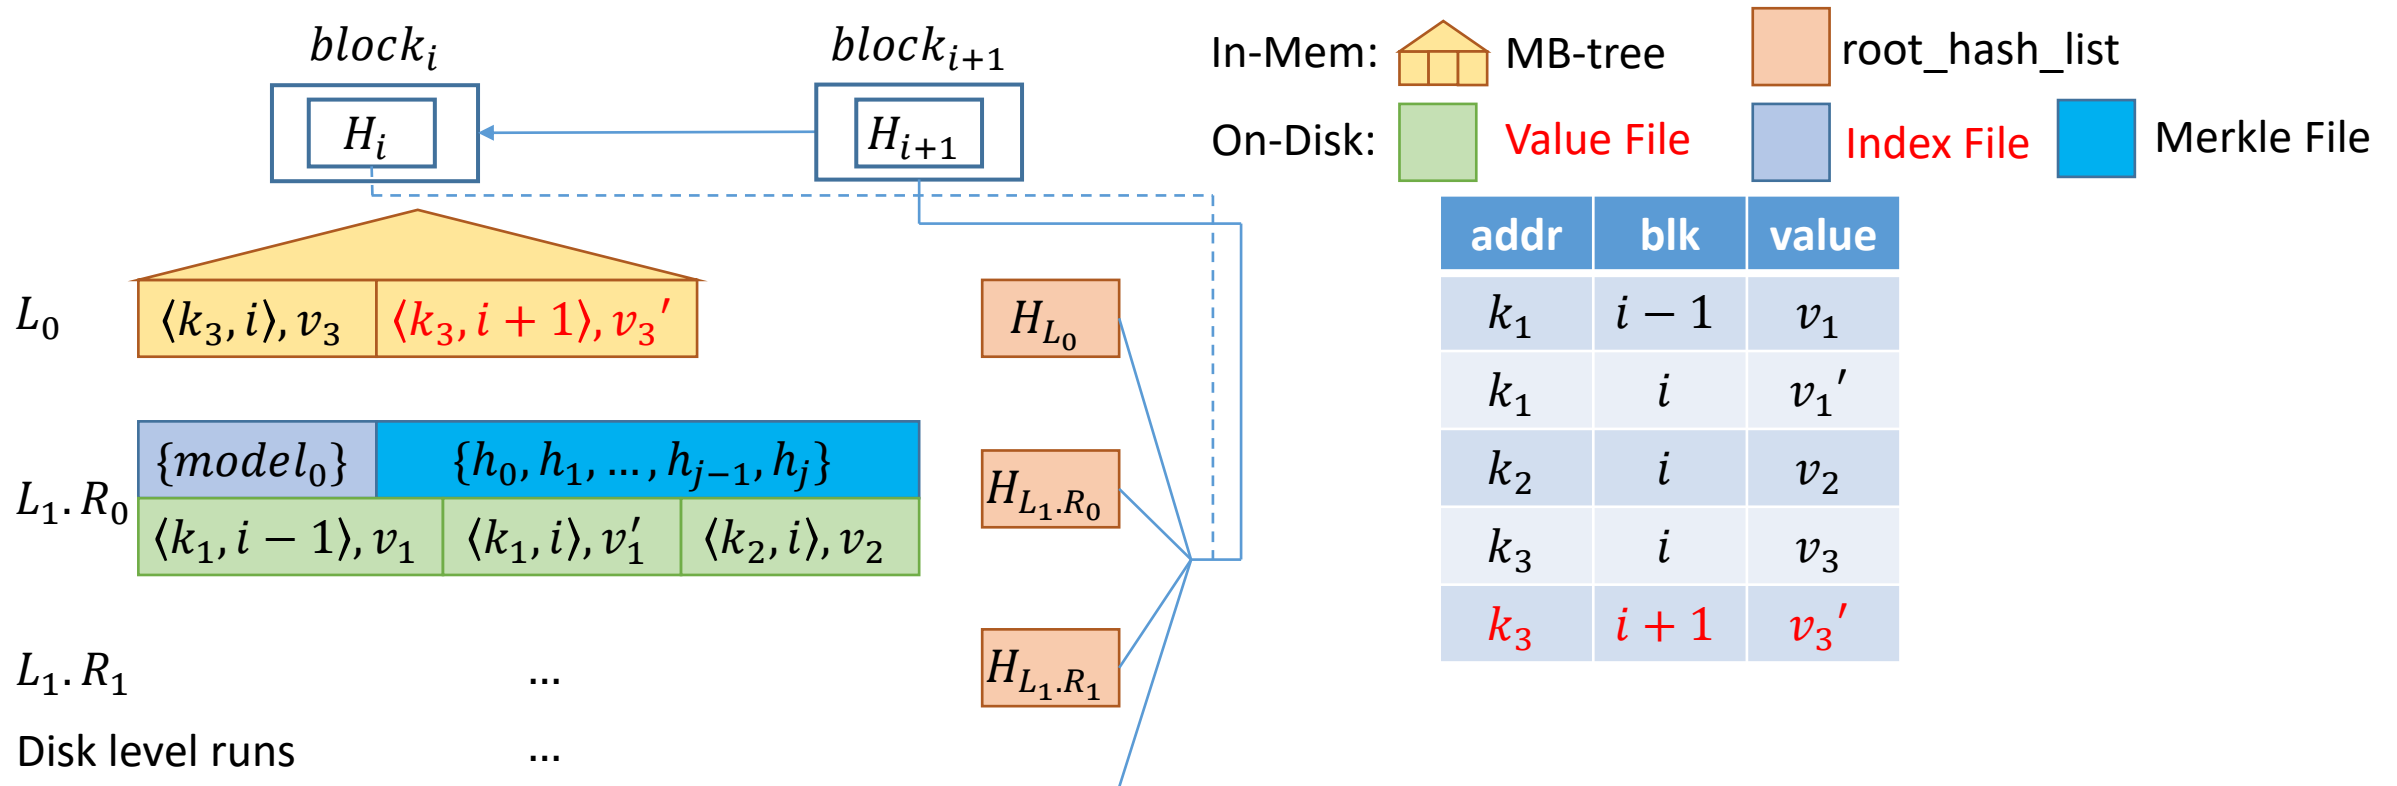 block_i
block_{i+1}
H_i
H_{i+1}
In-Mem: MB-tree root_hash_list
On-Disk: Value File Index File Merkle File
L_0
⟨k_3, i⟩, v_3 ⟨k_3, i + 1⟩, v_3′
H_{L_0}
L_1. R_0
{model_0} {h_0, h_1, … , h_{j−1}, h_j}
⟨k_1, i − 1⟩, v_1 ⟨k_1, i⟩, v_1′ ⟨k_2, i⟩, v_2
H_{L_1.R_0}
L_1. R_1 …
H_{L_1.R_1}
Disk level runs …
addr blk value
k_1 i − 1 v_1
k_1 i v_1′
k_2 i v_2
k_3 i v_3
k_3 i + 1 v_3′